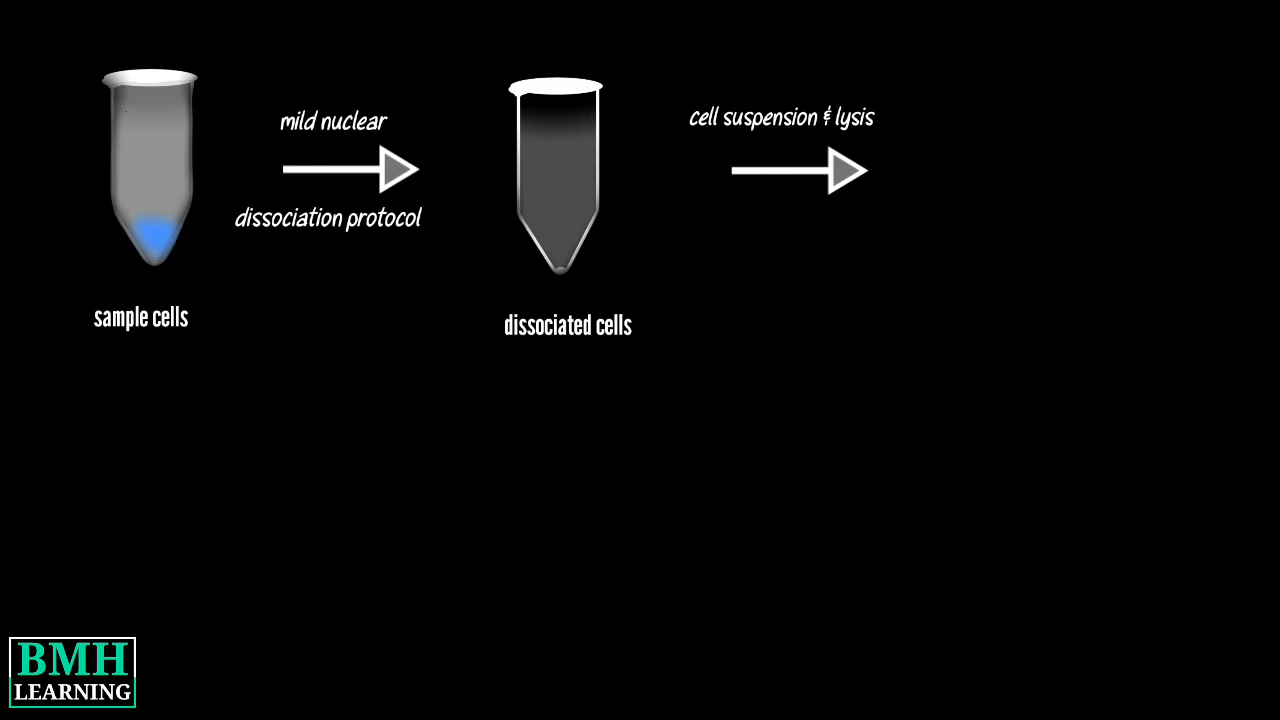 mild nuclear
dissociation protocol
cell suspension & lysis
sample cells
dissociated cells
BMH
LEARNING